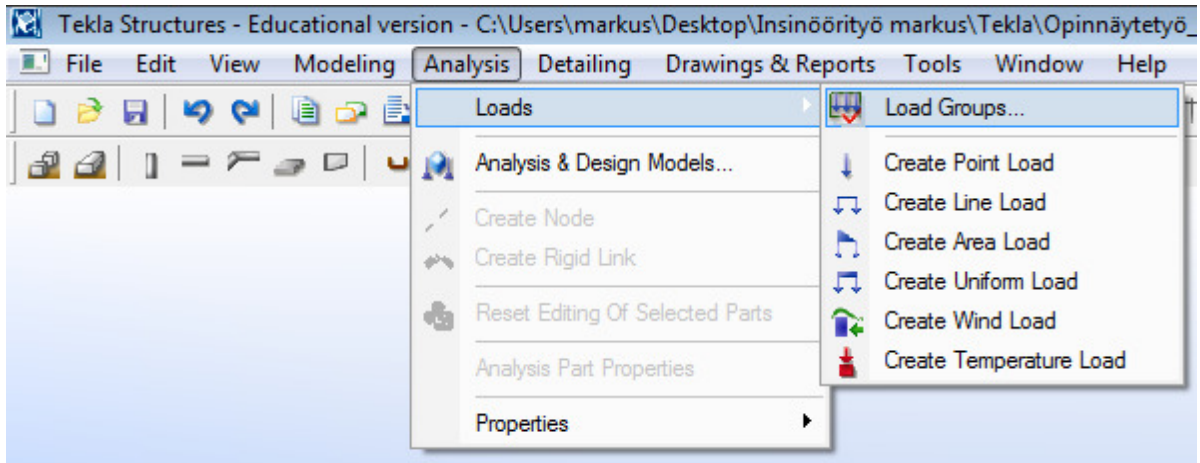 Tekla Structures - Educational version - C:\Users\markus\Desktop\Insinöörityö markus\Tekla\Opinnäytetyö_
File Edit View Modeling Analysis Detailing Drawings & Reports Tools Window Help
Loads
Analysis & Design Models...
Create Node
Create Rigid Link
Reset Editing Of Selected Parts
Analysis Part Properties
Properties
Load Groups...
Create Point Load
Create Line Load
Create Area Load
Create Uniform Load
Create Wind Load
Create Temperature Load